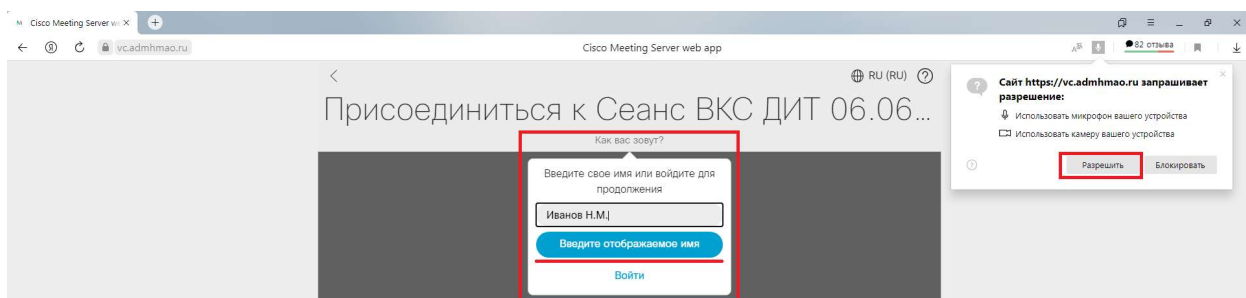 Cisco Meeting Server w
vc.admhmao.ru
Cisco Meeting Server web app
82 отзыва
RU (RU)
Присоединиться к Сеанс ВКС ДИТ 06.06...
Как вас зовут?
Введите свое имя или войдите для
продолжения
Иванов Н.М.
Введите отображаемое имя
Войти
Сайт https://vc.admhmao.ru запрашивает
разрешение:
Использовать микрофон вашего устройства
Использовать камеру вашего устройства
Разрешить
Блокировать